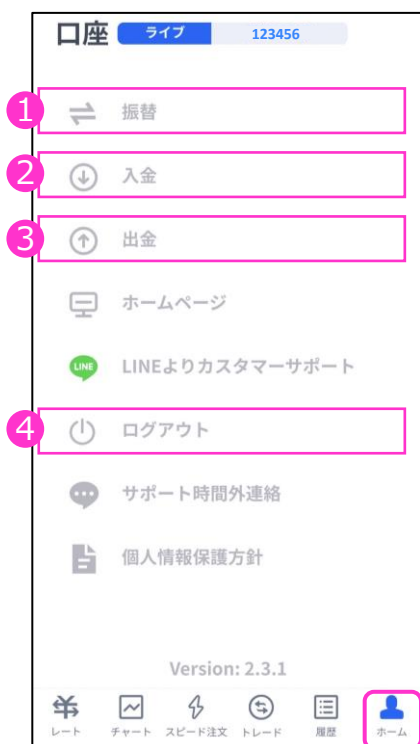 口座 ライブ 123456
1 振替
2 入金
3 出金
ホームページ
LINE LINEよりカスタマーサポート
4 ログアウト
サポート時間外連絡
個人情報保護方針
Version: 2.3.1
レート チャート スピード注文 トレード 履歴 ホーム